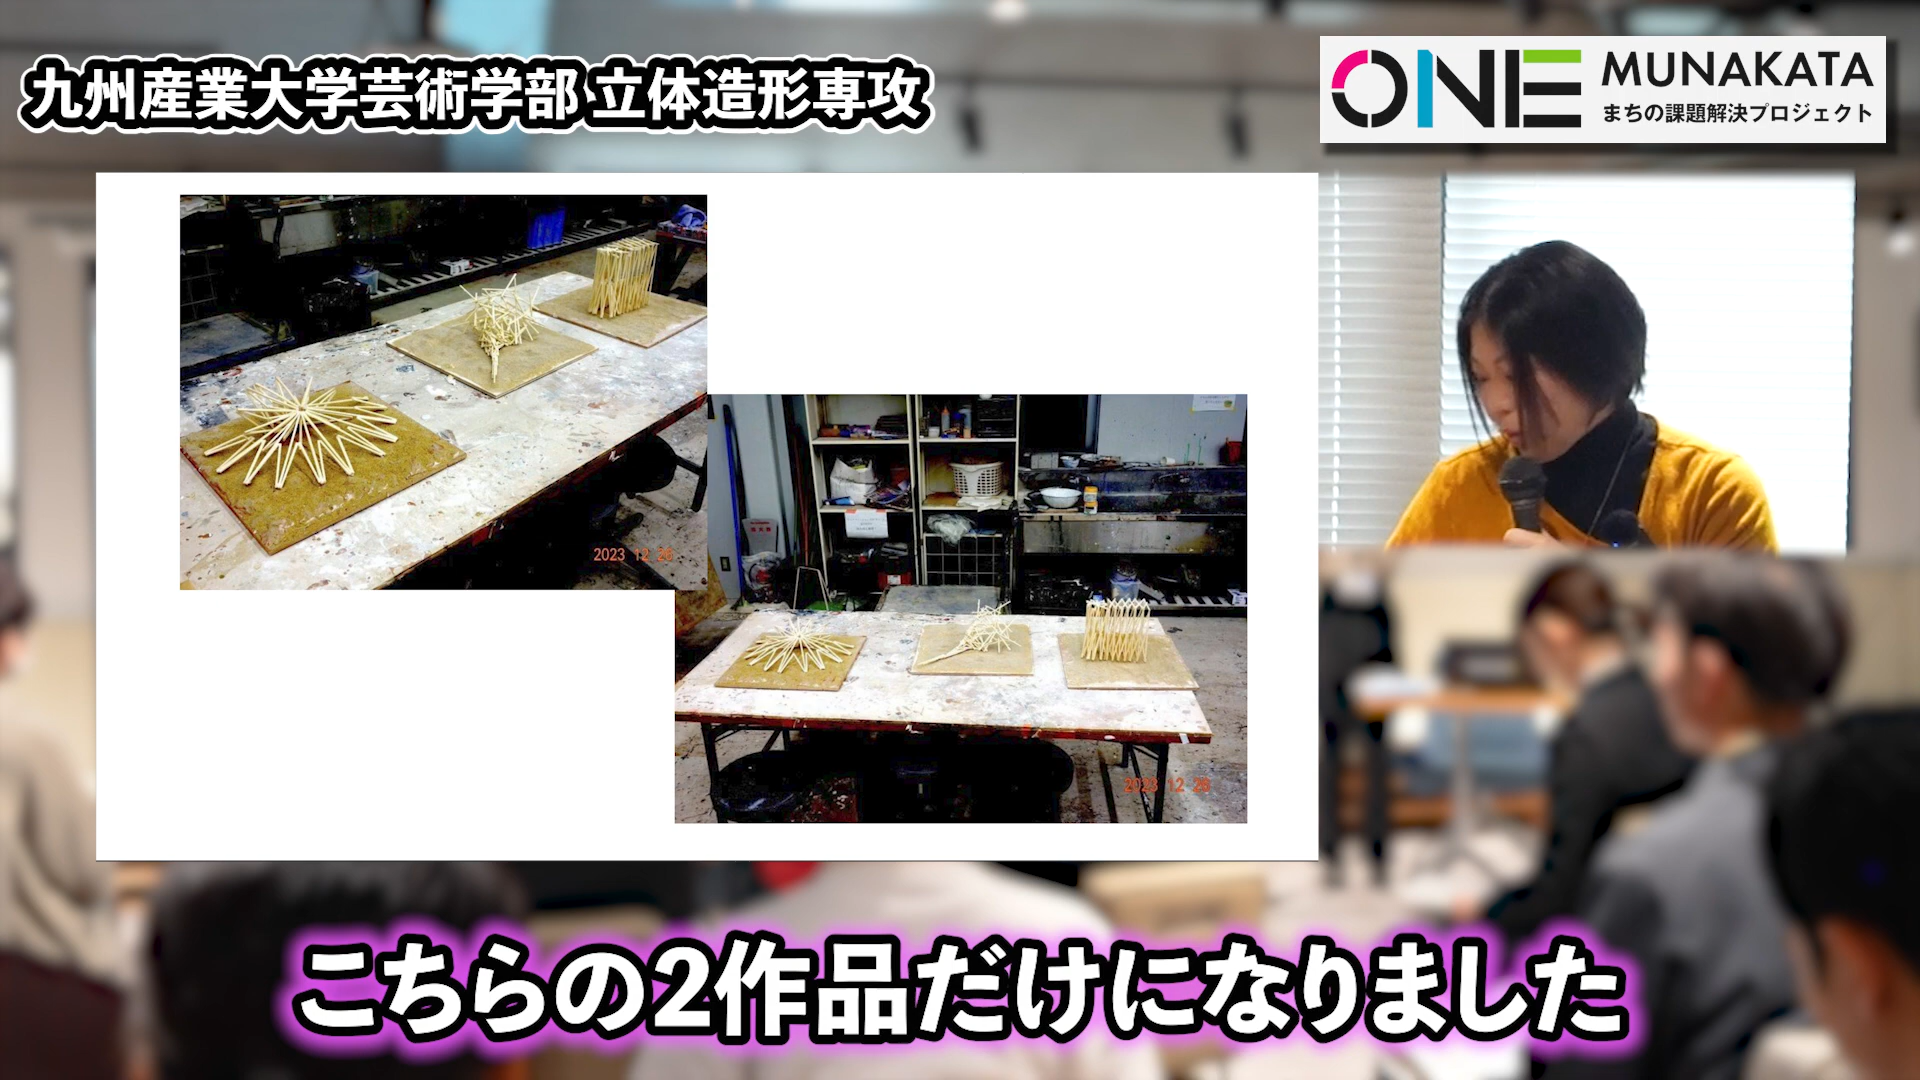 九州産業大学芸術学部 立体造形専攻
ONE MUNAKATA
まちの課題解決プロジェクト
2023 12 26
2023 12 26
こちらの2作品だけになりました